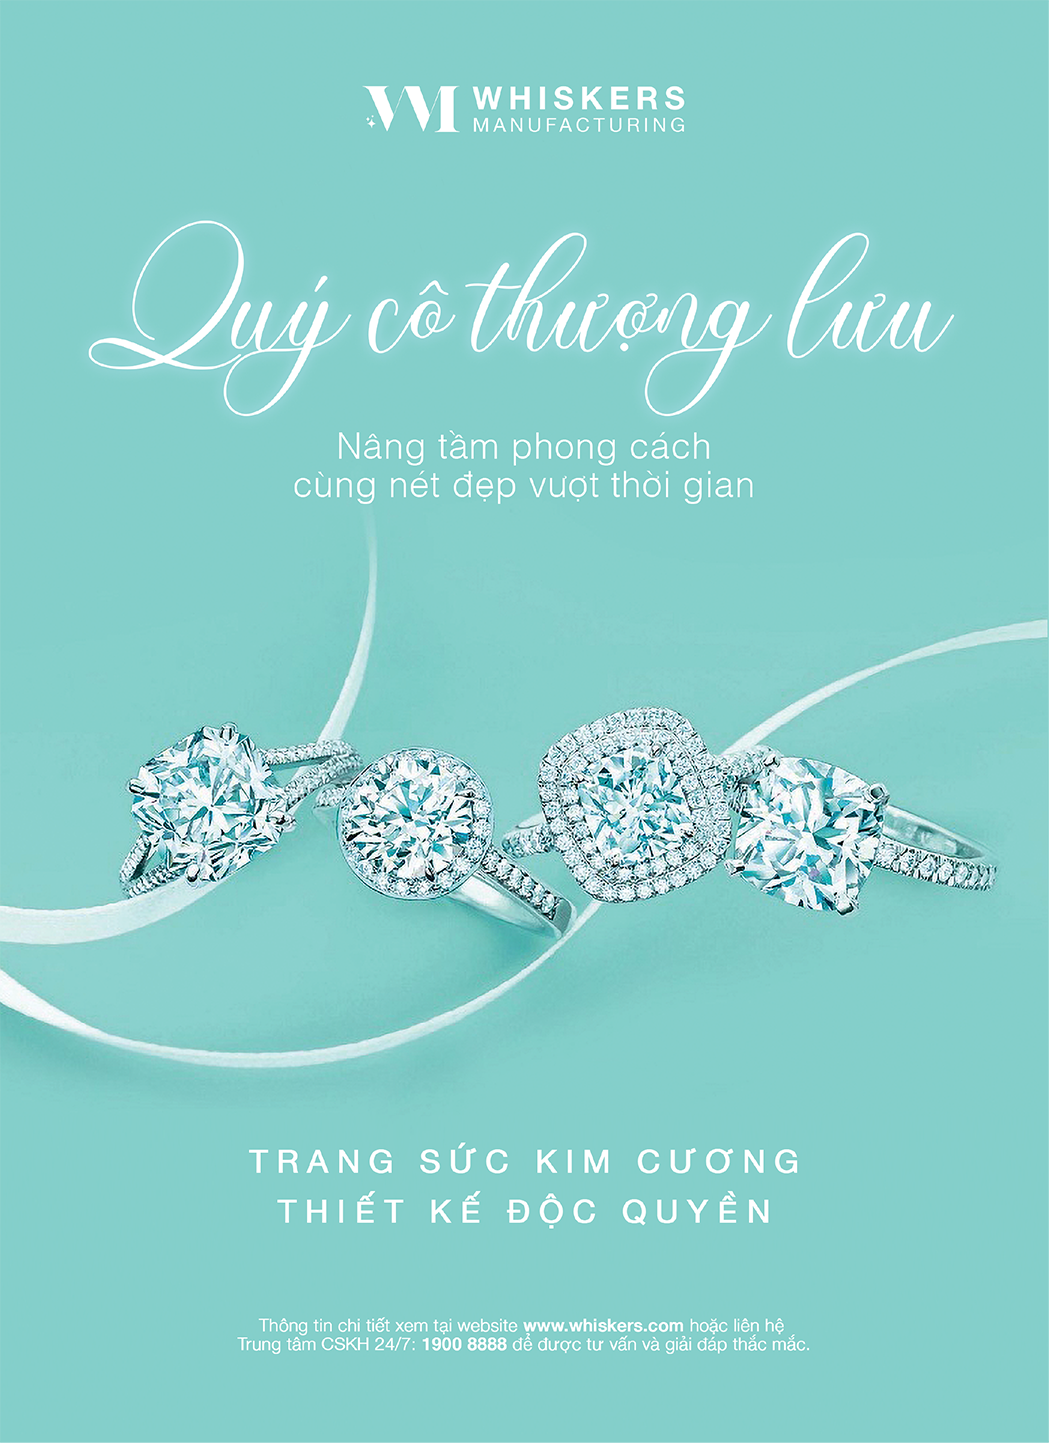 WM WHISKERS
MANUFACTURING
Quý cô thượng lưu
Nâng tầm phong cách
cùng nét đẹp vượt thời gian
TRANG SỨC KIM CƯƠNG
THIẾT KẾ ĐỘC QUYỀN
Thông tin chi tiết xem tại website www.whiskers.com hoặc liên hệ
Trung tâm CSKH 24/7: 1900 8888 để được tư vấn và giải đáp thắc mắc.